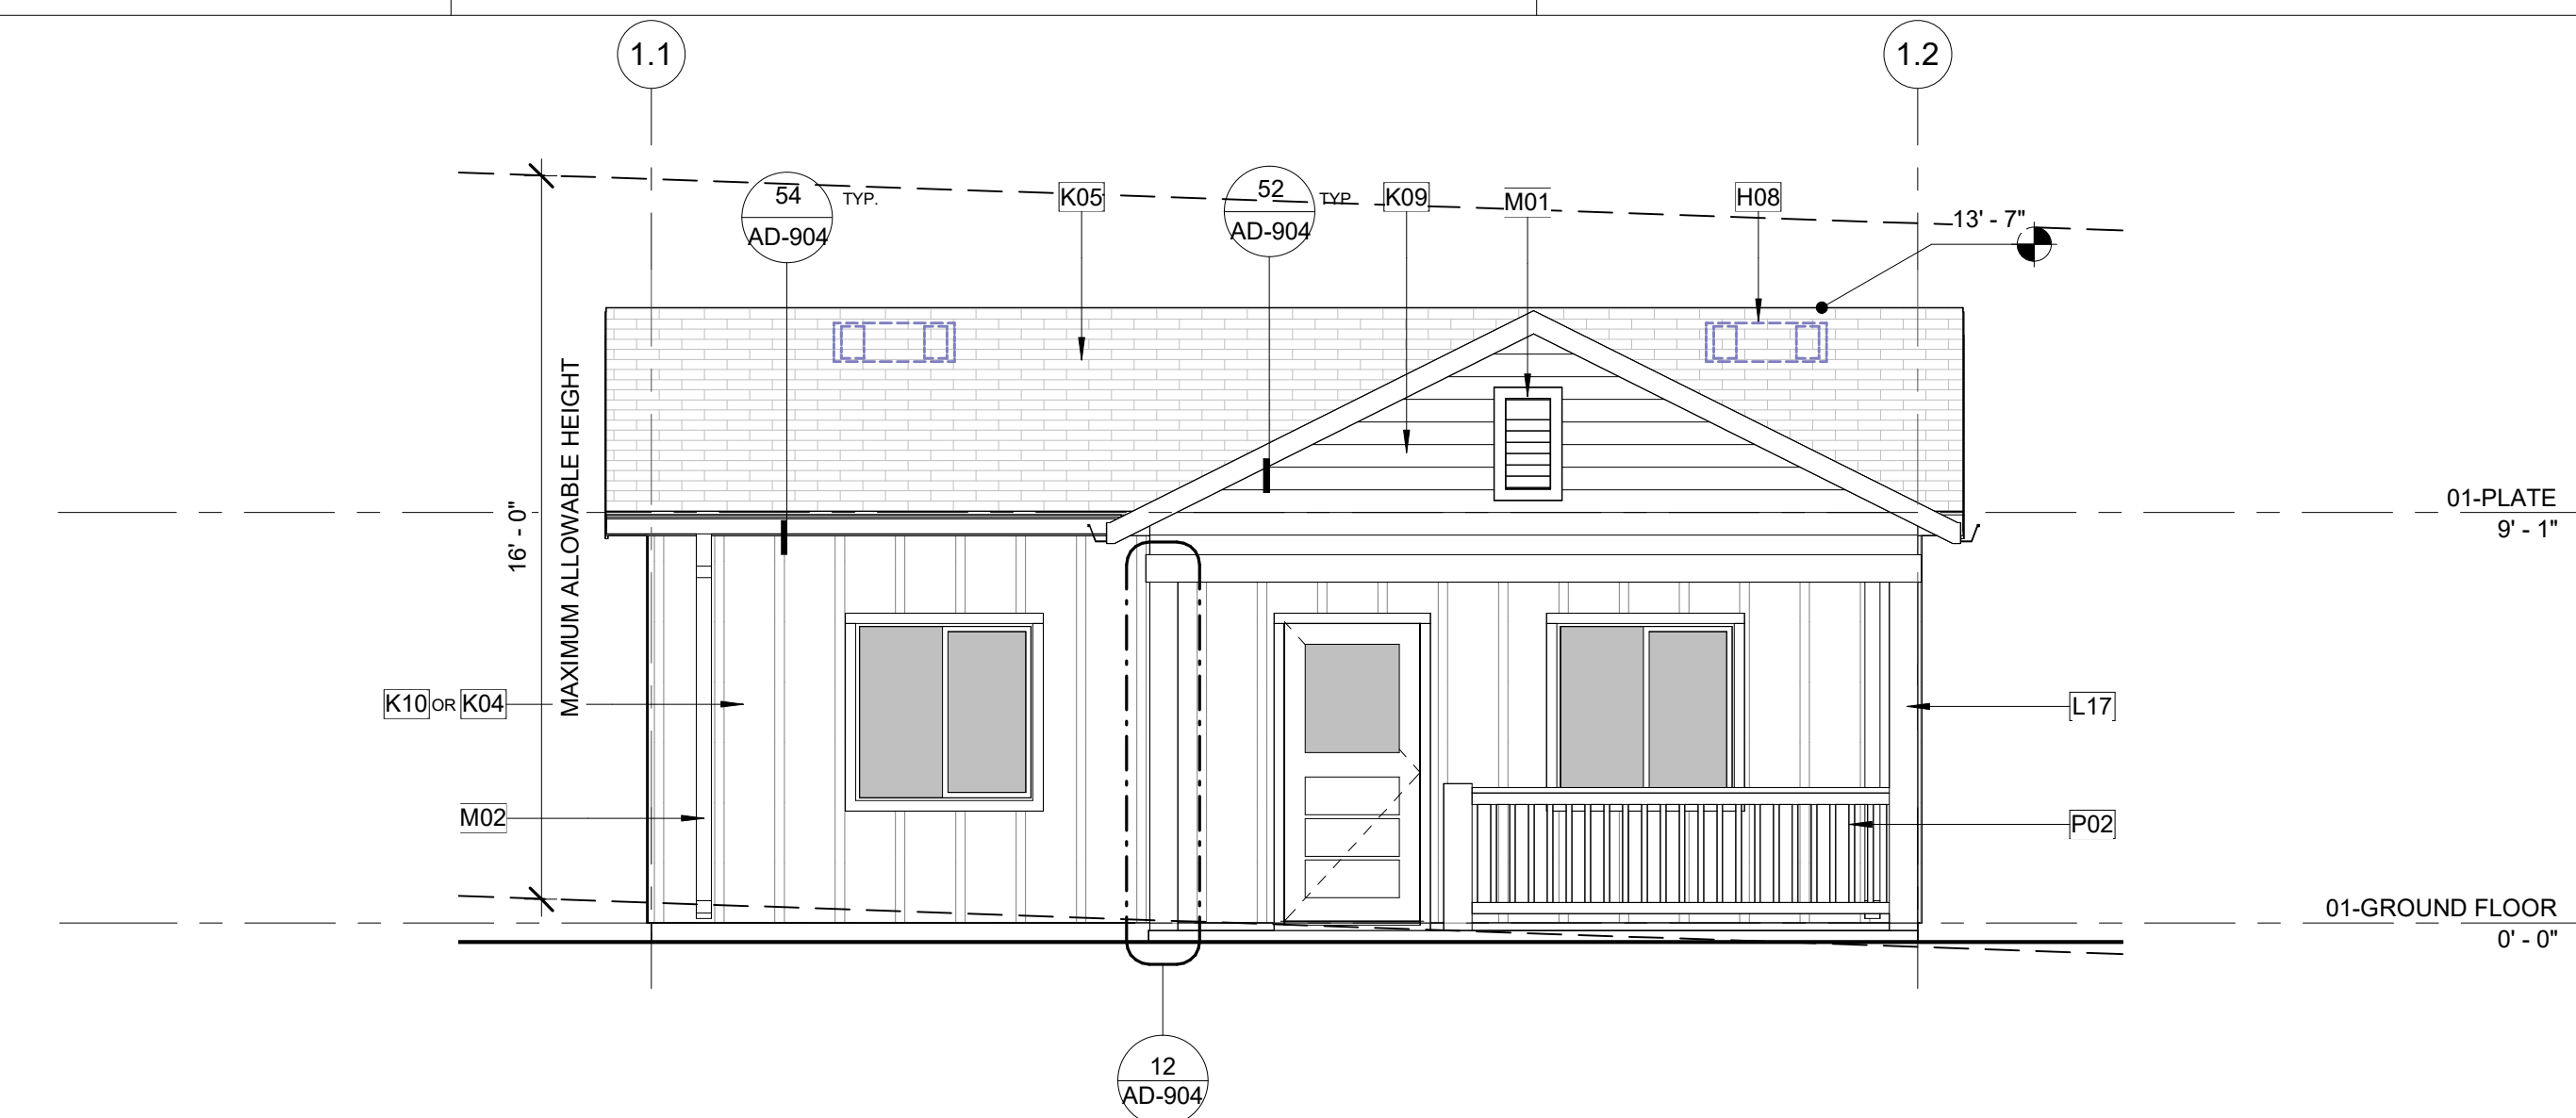 1.1
1.2
54
AD-904
TYP.
K05
52
AD-904
TYP.
K09
M01
H08
13' - 7"
16' - 0"
MAXIMUM ALLOWABLE HEIGHT
01-PLATE
9' - 1"
K10 OR K04
L17
M02
P02
01-GROUND FLOOR
0' - 0"
12
AD-904